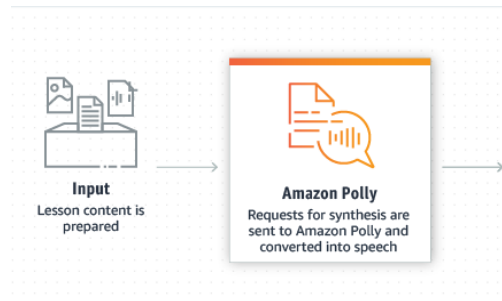 Input
Lesson content is
prepared
Amazon Polly
Requests for synthesis are
sent to Amazon Polly and
converted into speech